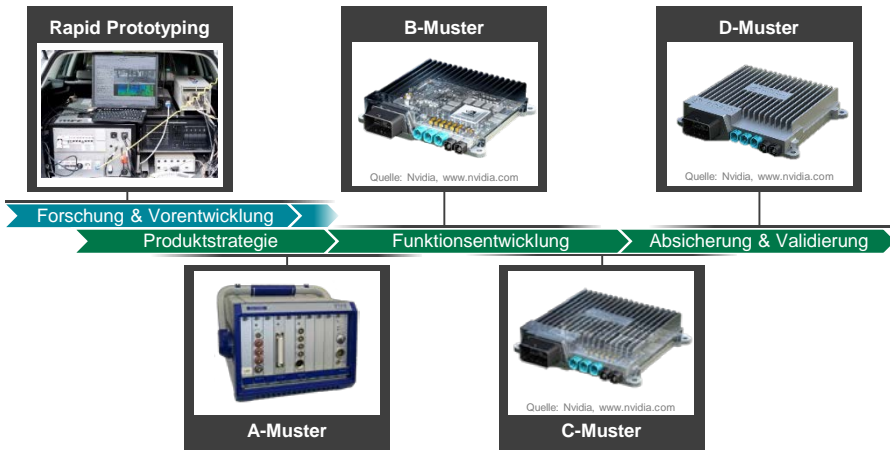 Rapid Prototyping
B-Muster
Quelle: Nvidia, www.nvidia.com
D-Muster
Quelle: Nvidia, www.nvidia.com
Forschung & Vorentwicklung
Produktstrategie
Funktionsentwicklung
Absicherung & Validierung
A-Muster
Quelle: Nvidia, www.nvidia.com
C-Muster